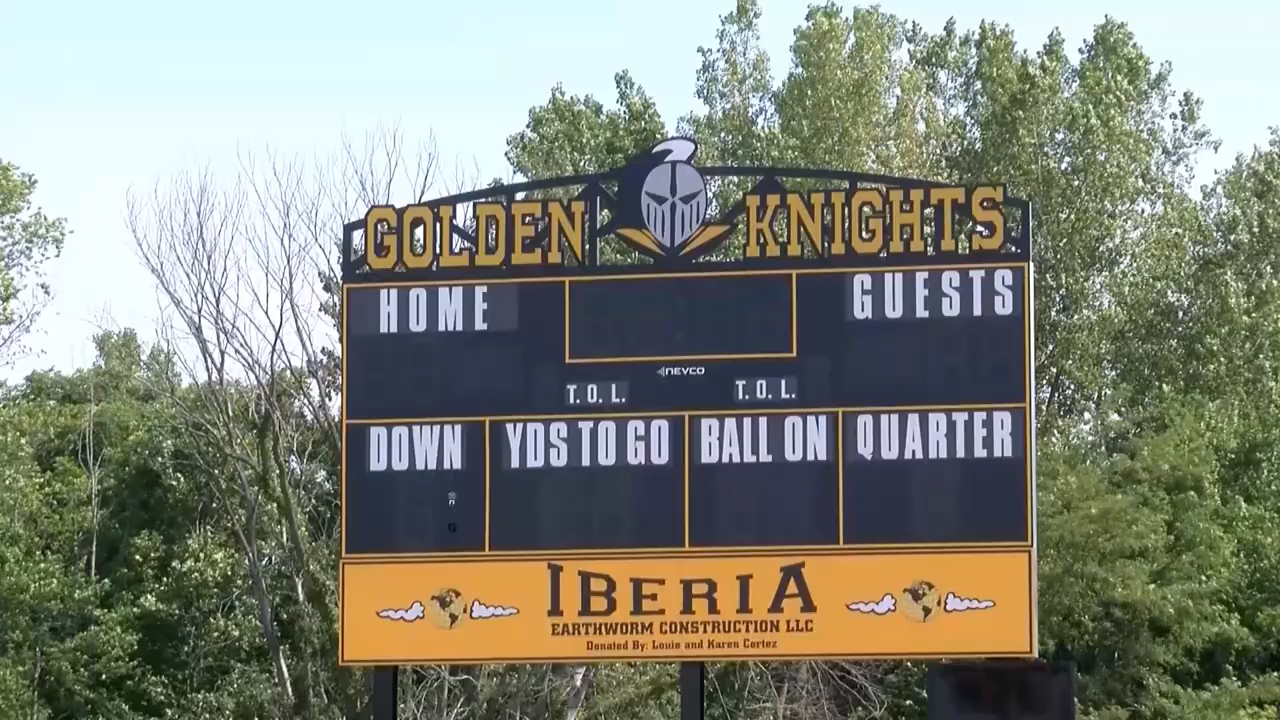 GOLDEN KNIGHTS
HOME GUESTS
NEVCO
T. O. L. T. O. L.
DOWN YDS TO GO BALL ON QUARTER
IBERIA
EARTHWORM CONSTRUCTION LLC
Donated By: Louie and Karen Cortez